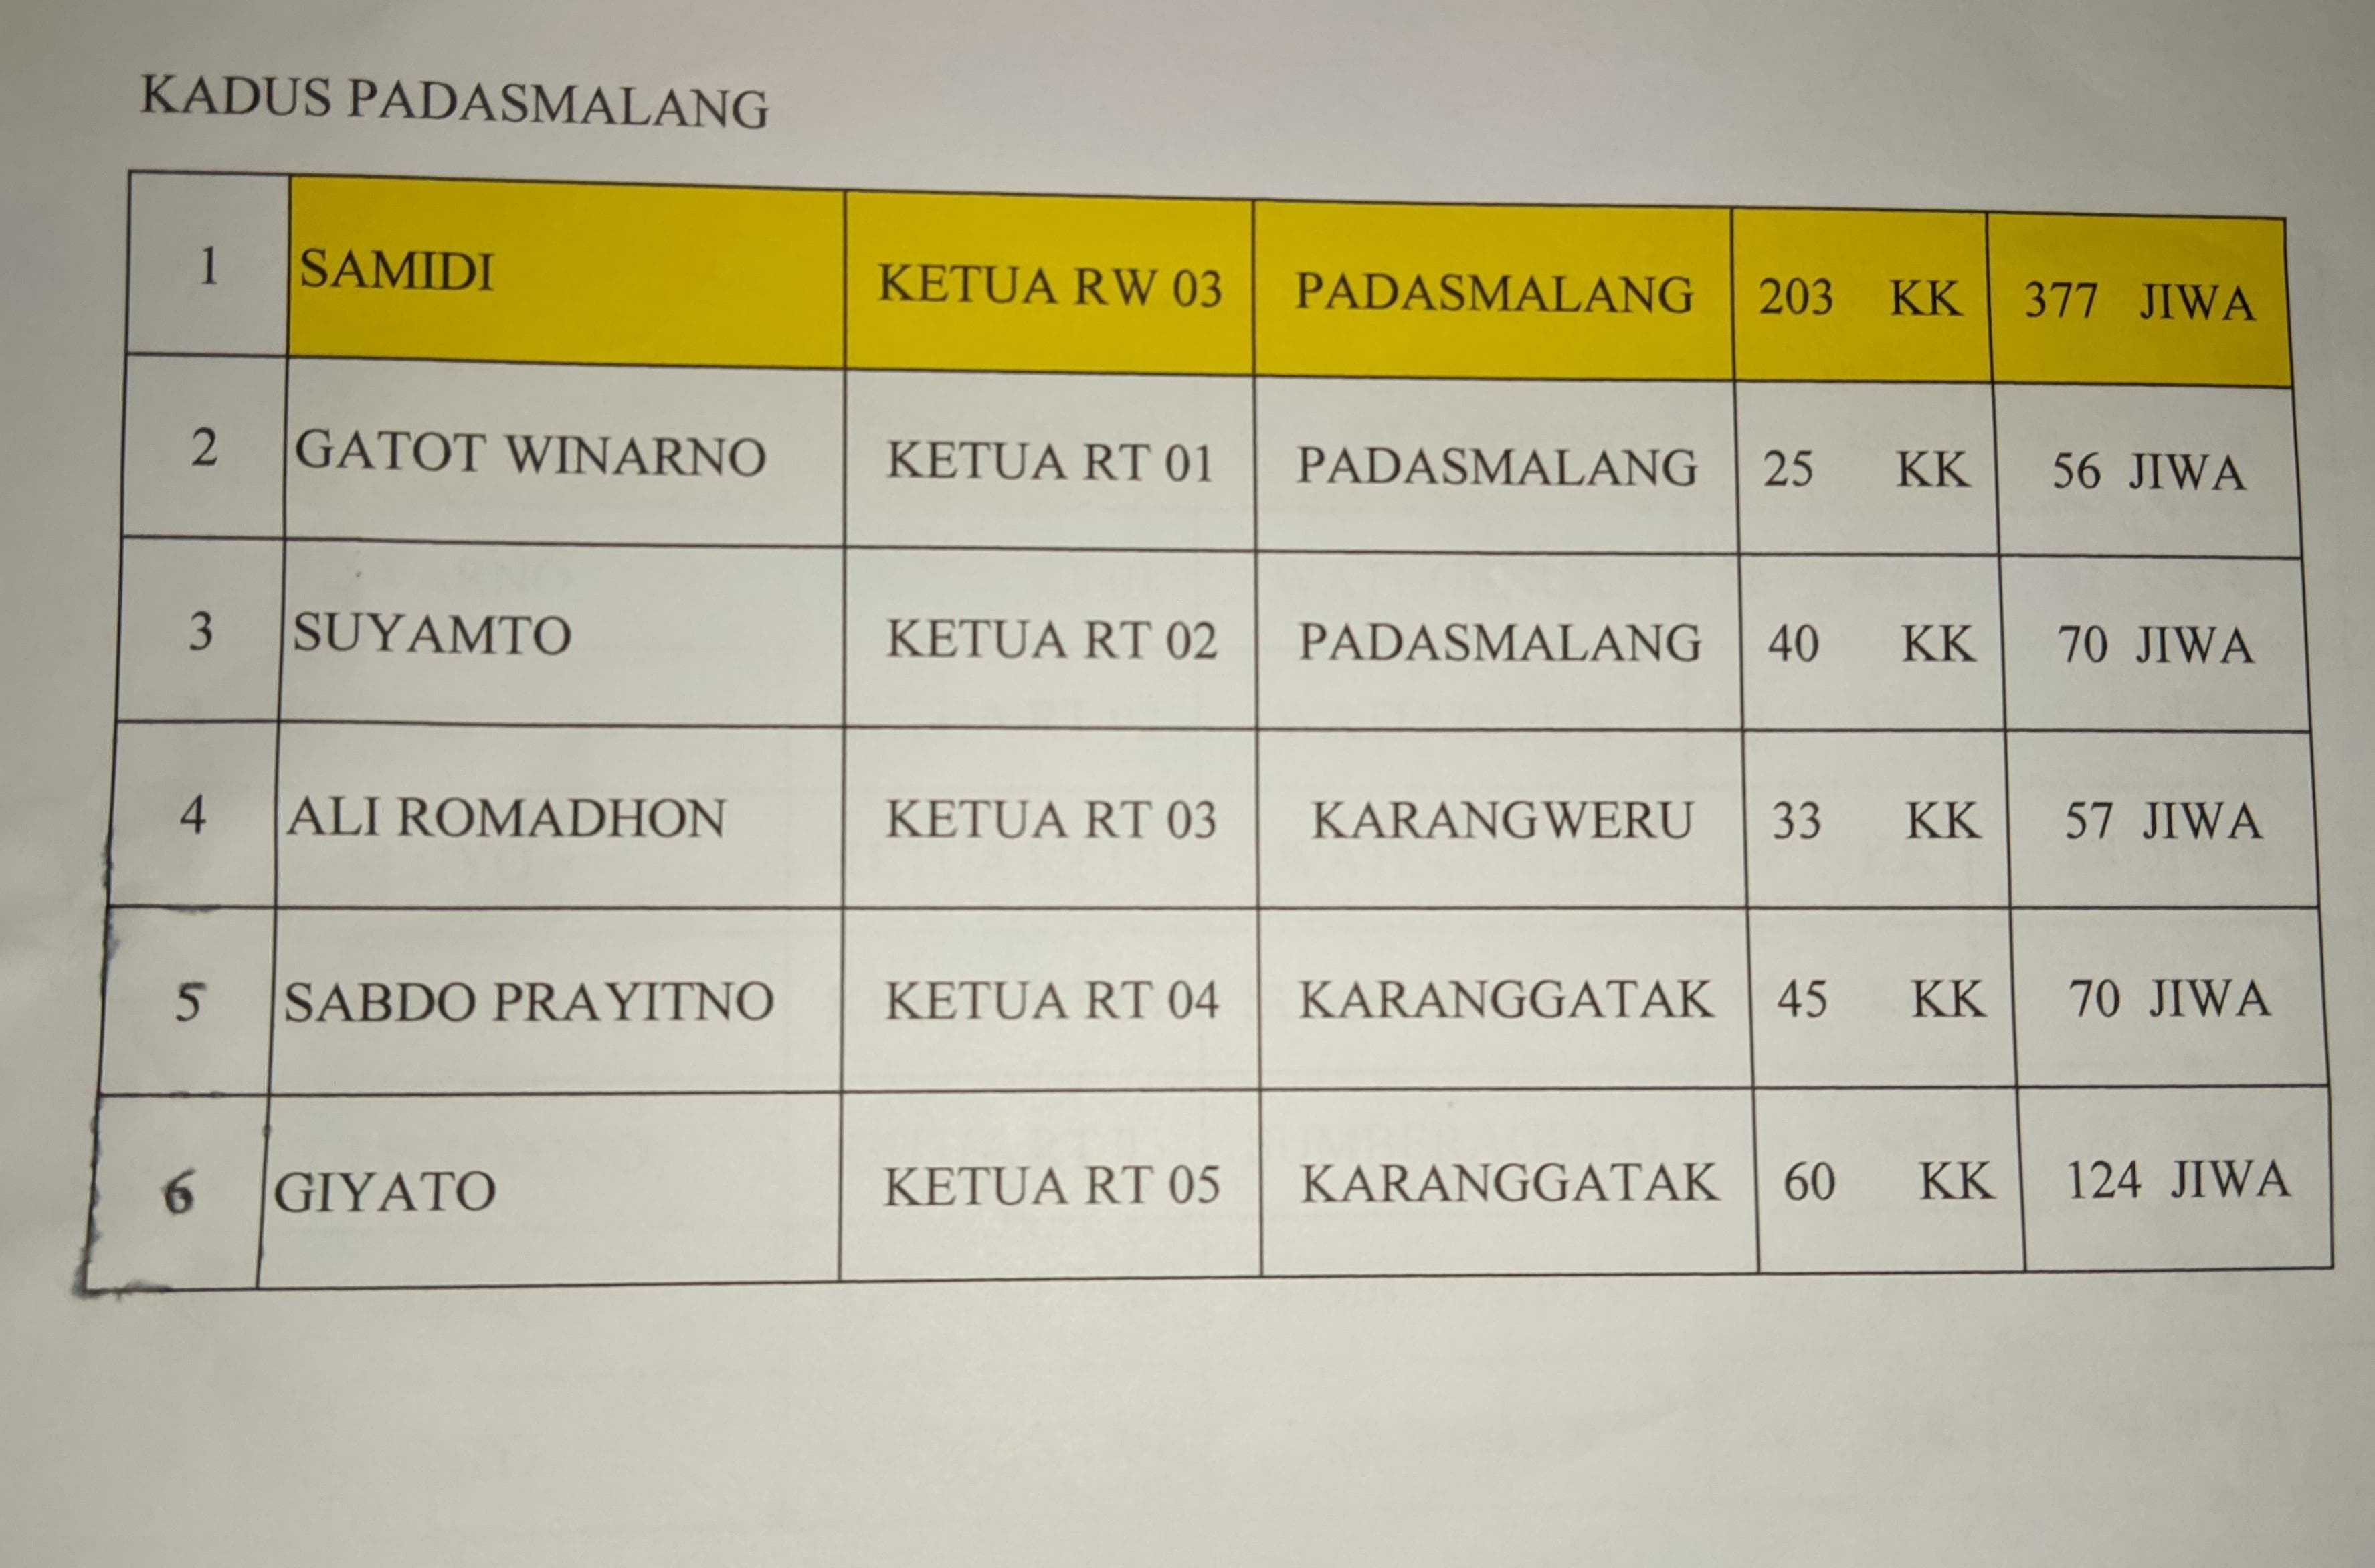 KADUS PADASMALANG
1 SAMIDI KETUA RW 03 PADASMALANG 203 KK 377 JIWA
2 GATOT WINARNO KETUA RT 01 PADASMALANG 25 KK 56 JIWA
3 SUYAMTO KETUA RT 02 PADASMALANG 40 KK 70 JIWA
4 ALI ROMADHON KETUA RT 03 KARANGWERU 33 KK 57 JIWA
5 SABDO PRAYITNO KETUA RT 04 KARANGGATAK 45 KK 70 JIWA
6 GIYATO KETUA RT 05 KARANGGATAK 60 KK 124 JIWA